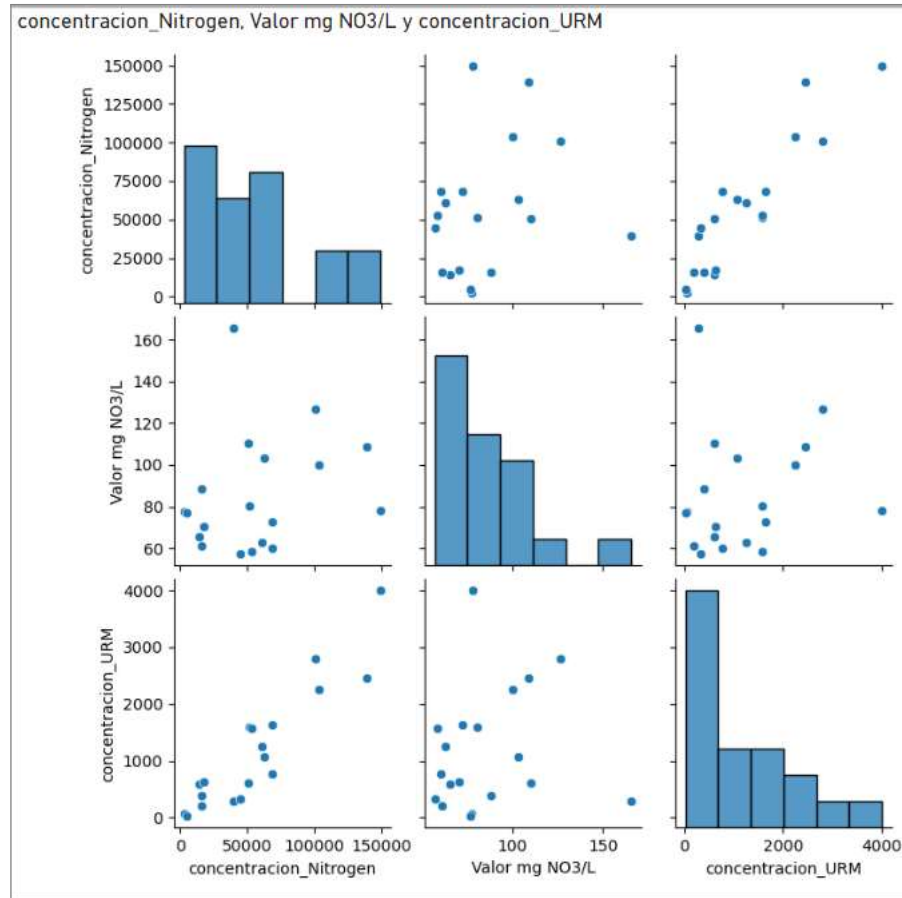 concentracion_Nitrogen, Valor mg NO3/L y concentracion_URM
concentracion_Nitrogen
150000
125000
100000
75000
50000
25000
0
Valor mg NO3/L
160
140
120
100
80
60
concentracion_URM
4000
3000
2000
1000
0
0 50000 100000 150000
100 150
0 2000 4000
concentracion_Nitrogen Valor mg NO3/L concentracion_URM